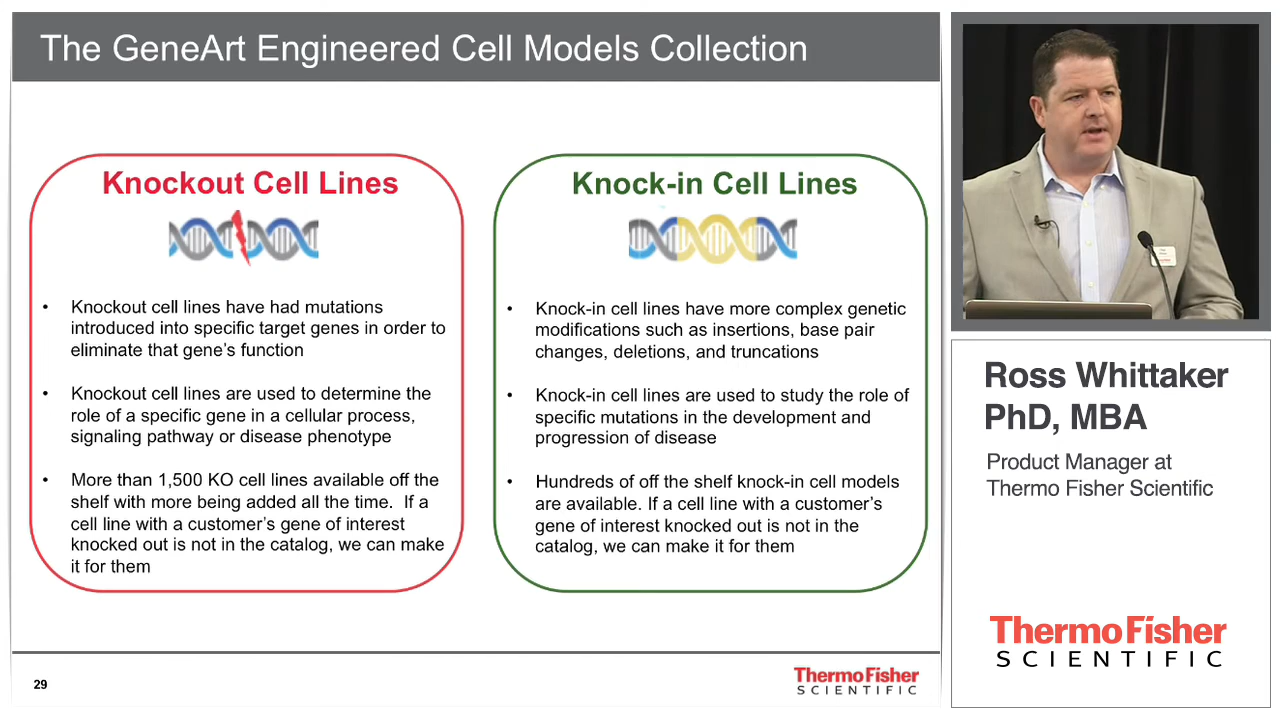 The GeneArt Engineered Cell Models Collection
Knockout Cell Lines
• Knockout cell lines have had mutations
introduced into specific target genes in order to
eliminate that gene's function
• Knockout cell lines are used to determine the
role of a specific gene in a cellular process,
signaling pathway or disease phenotype
• More than 1,500 KO cell lines available off the
shelf with more being added all the time. If a
cell line with a customer's gene of interest
knocked out is not in the catalog, we can make
it for them
Knock-in Cell Lines
• Knock-in cell lines have more complex genetic
modifications such as insertions, base pair
changes, deletions, and truncations
• Knock-in cell lines are used to study the role of
specific mutations in the development and
progression of disease
• Hundreds of off the shelf knock-in cell models
are available. If a cell line with a customer's
gene of interest knocked out is not in the
catalog, we can make it for them
29
ThermoFisher
SCIENTIFIC
Ross Whittaker
PhD, MBA
Product Manager at
Thermo Fisher Scientific
ThermoFisher
SCIENTIFIC